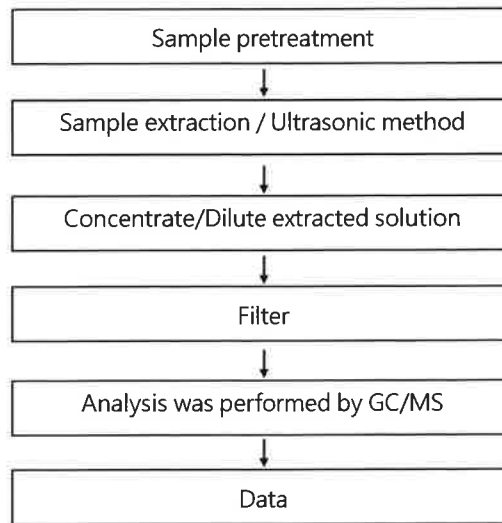 Sample pretreatment
Sample extraction / Ultrasonic method
Concentrate/Dilute extracted solution
Filter
Analysis was performed by GC/MS
Data